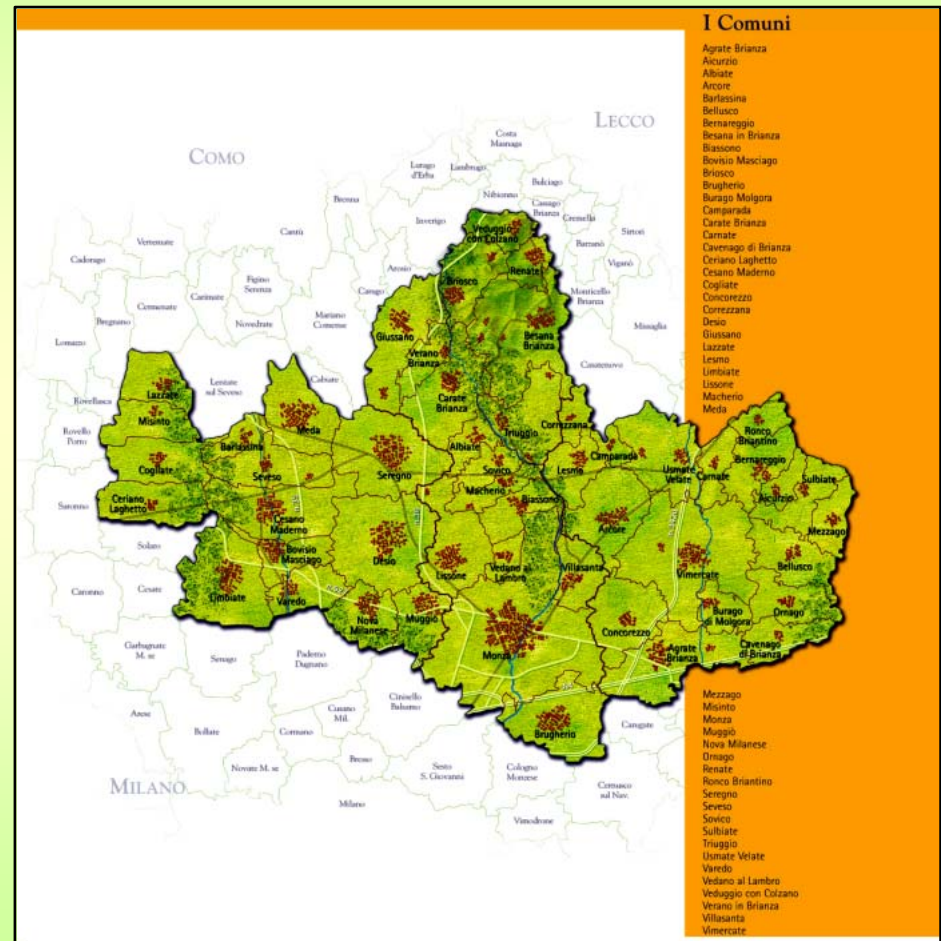 I Comuni
Agrate Brianza
Aicurzio
Albiate
Arcore
Barlassina
Bellusco
Bernareggio
Besana in Brianza
Biassono
Bovisio Masciago
Briosco
Brugherio
Burago Molgora
Camparada
Carate Brianza
Carnate
Cavenago di Brianza
Ceriano Laghetto
Cesano Maderno
Cogliate
Concorezzo
Correzzana
Desio
Giussano
Lazzate
Lesmo
Limbiate
Lissone
Macherio
Meda
Mezzago
Misinto
Monza
Muggiò
Nova Milanese
Ornago
Renate
Ronco Briantino
Seregno
Seveso
Sovico
Sulbiate
Triuggio
Usmate Velate
Varedo
Vedano al Lambro
Veduggio con Colzano
Verano in Brianza
Villasanta
Vimercate
LECCO
COMO
MILANO
Costa
Masnaga
Lurago
d'Erba
Lambrugo
Bulciago
Nibionno
Cassago
Brianza
Cremella
Brenna
Inverigo
Sirtori
Barzanò
Viganò
Cantù
Vertemate
Cadorago
Arosio
Figino
Serenza
Carugo
Monticello
Brianza
Carimate
Cermenate
Bregnano
Novedrate
Mariano
Comense
Missaglia
Lomazzo
Casatenovo
Cabiate
Lentate
sul Seveso
Rovellasca
Rovello
Porro
Saronno
Solaro
Caronno
Cesate
Garbagnate
M. se
Senago
Paderno
Dugnano
Arese
Bollate
Cormano
Cusano
Mil.
Cinisello
Balsamo
Novate M. se
Bresso
Sesto
S. Giovanni
Cologno
Monzese
Carugate
Cernusco
sul Nav.
Milano
Vimodrone
Veduggio
con Colzano
Renate
Briosco
Giussano
Besana
Brianza
Verano
Brianza
Carate
Brianza
Lazzate
Misinto
Meda
Barlassina
Cogliate
Seveso
Seregno
Albiate
Triuggio
Correzzana
Sovico
Lesmo
Camparada
Usmate
Velate
Carnate
Ronco
Briantino
Bernareggio
Sulbiate
Aicurzio
Ceriano
Laghetto
Macherio
Biassono
Cesano
Maderno
Arcore
Mezzago
Bovisio
Masciago
Desio
Lissone
Vedano al
Lambro
Villasanta
Vimercate
Bellusco
Limbiate
Varedo
Nova
Milanese
Muggiò
Concorezzo
Burago
di Molgora
Ornago
Monza
Agrate
Brianza
Cavenago
di Brianza
Brugherio